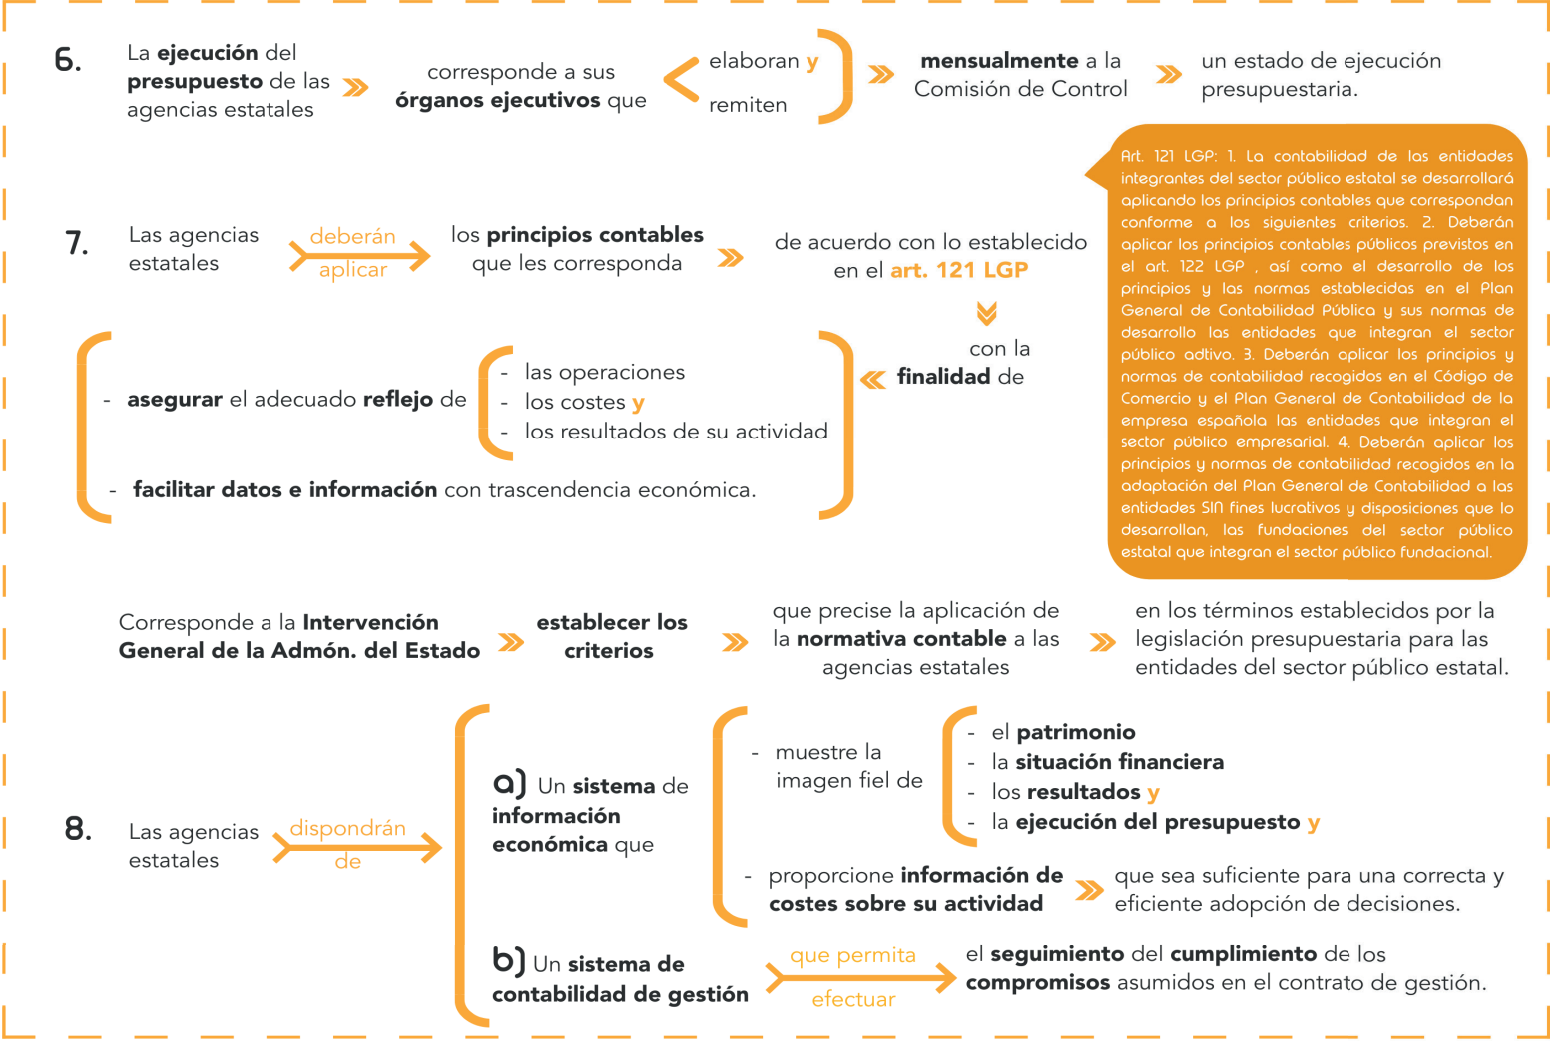 6.
La ejecución del
presupuesto de las
agencias estatales
corresponde a sus
órganos ejecutivos que
elaboran y
remiten
mensualmente a la
Comisión de Control
un estado de ejecución
presupuestaria.
7.
Las agencias
estatales
deberán
aplicar
los principios contables
que les corresponda
de acuerdo con lo establecido
en el art. 121 LGP
Art. 121 LGP: 1. La contabilidad de las entidades
integrantes del sector público estatal se desarrollará
aplicando los principios contables que correspondan
conforme a los siguientes criterios. 2. Deberán
aplicar los principios contables públicos previstos en
el art. 122 LGP , así como el desarrollo de los
principios y las normas establecidas en el Plan
General de Contabilidad Pública y sus normas de
desarrollo las entidades que integran el sector
público adtivo. 3. Deberán aplicar los principios y
normas de contabilidad recogidos en el Código de
Comercio y el Plan General de Contabilidad de la
empresa española las entidades que integran el
sector público empresarial. 4. Deberán aplicar los
principios y normas de contabilidad recogidos en la
adaptación del Plan General de Contabilidad a las
entidades SIN fines lucrativos y disposiciones que lo
desarrollan, las fundaciones del sector público
estatal que integran el sector público fundacional.
con la
finalidad de
- asegurar el adecuado reflejo de
- las operaciones
- los costes y
- los resultados de su actividad
- facilitar datos e información con trascendencia económica.
Corresponde a la Intervención
General de la Admón. del Estado
establecer los
criterios
que precise la aplicación de
la normativa contable a las
agencias estatales
en los términos establecidos por la
legislación presupuestaria para las
entidades del sector público estatal.
8.
Las agencias
estatales
dispondrán
de
a) Un sistema de
información
económica que
- muestre la
imagen fiel de
- el patrimonio
- la situación financiera
- los resultados y
- la ejecución del presupuesto y
- proporcione información de
costes sobre su actividad
que sea suficiente para una correcta y
eficiente adopción de decisiones.
b) Un sistema de
contabilidad de gestión
que permita
efectuar
el seguimiento del cumplimiento de los
compromisos asumidos en el contrato de gestión.